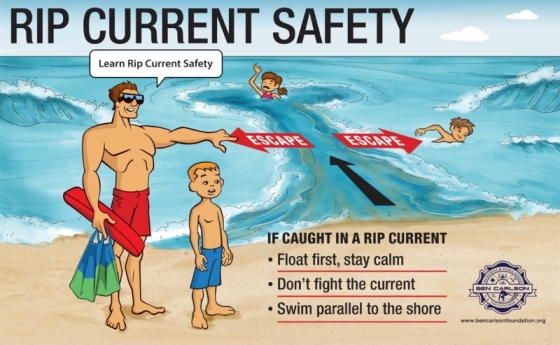 RIP CURRENT SAFETY
Learn Rip Current Safety
ESCAPE
ESCAPE
IF CAUGHT IN A RIP CURRENT
• Float first, stay calm
• Don't fight the current
• Swim parallel to the shore
BEN CARLSON
www.bencarlsonfoundation.org